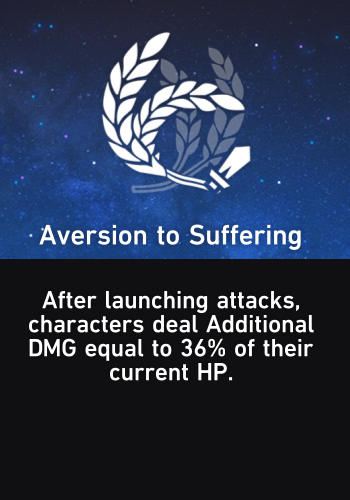 Aversion to Suffering
After launching attacks,
characters deal Additional
DMG equal to 36% of their
current HP.